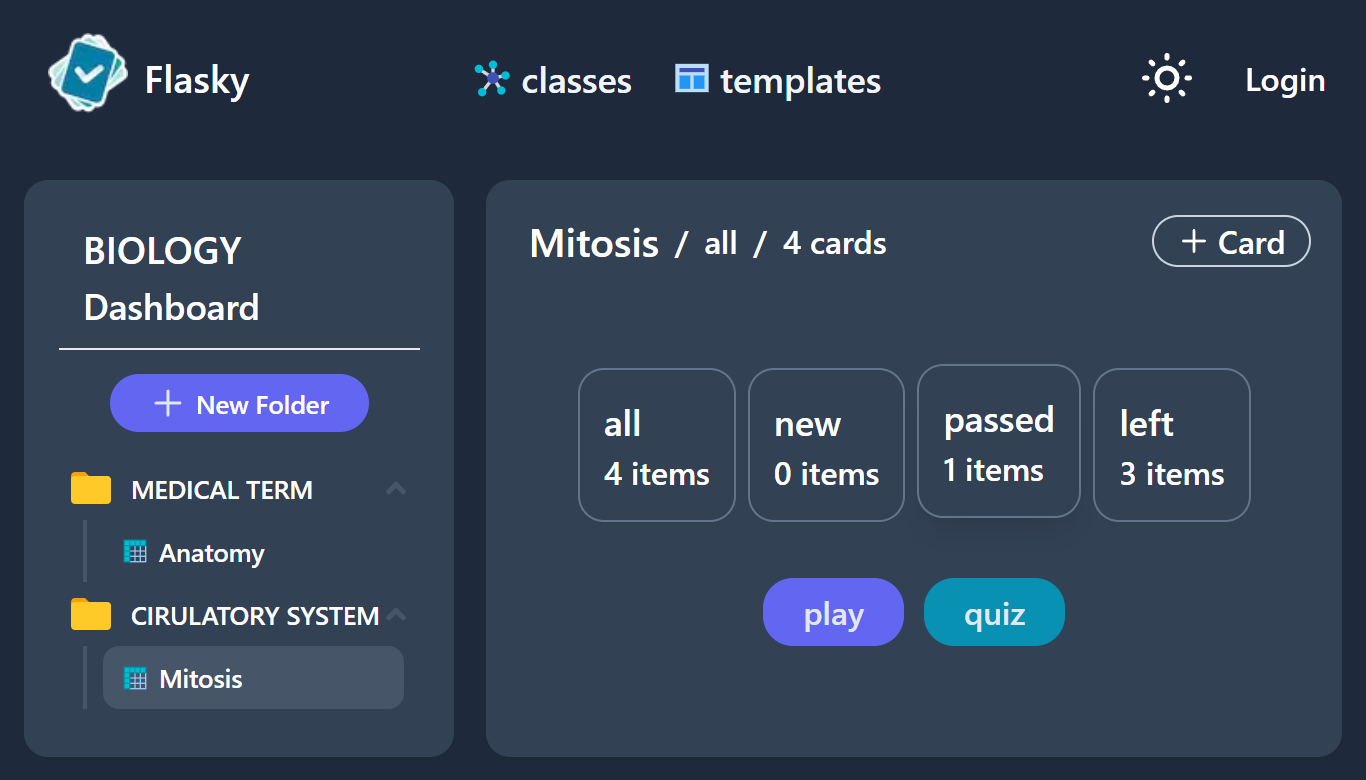 Flasky
classes
templates
Login
BIOLOGY
Dashboard
New Folder
MEDICAL TERM
Anatomy
CIRULATORY SYSTEM
Mitosis
Mitosis / all / 4 cards
+ Card
all
4 items
new
0 items
passed
1 items
left
3 items
play
quiz